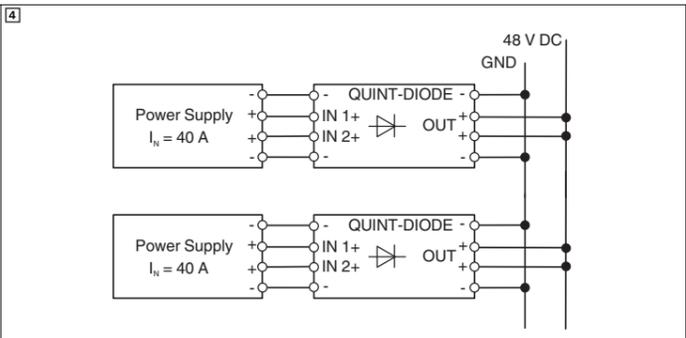 4
48 V DC
GND
- - QUINT-DIODE -
Power Supply + IN 1+ OUT +
I_N = 40 A + IN 2+ +
- - -
- - QUINT-DIODE -
Power Supply + IN 1+ OUT +
I_N = 40 A + IN 2+ +
- - -